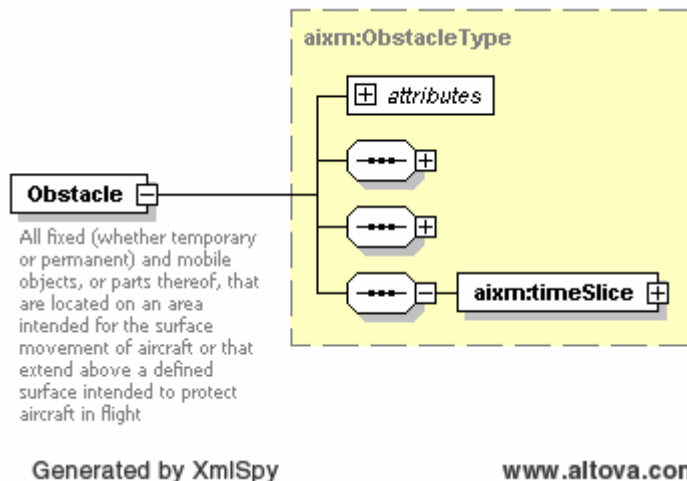 aixm:ObstacleType
attributes
Obstacle
All fixed (whether temporary
or permanent) and mobile
objects, or parts thereof, that
are located on an area
intended for the surface
movement of aircraft or that
extend above a defined
surface intended to protect
aircraft in flight
aixm:timeSlice
Generated by XmlSpy
www.altova.com